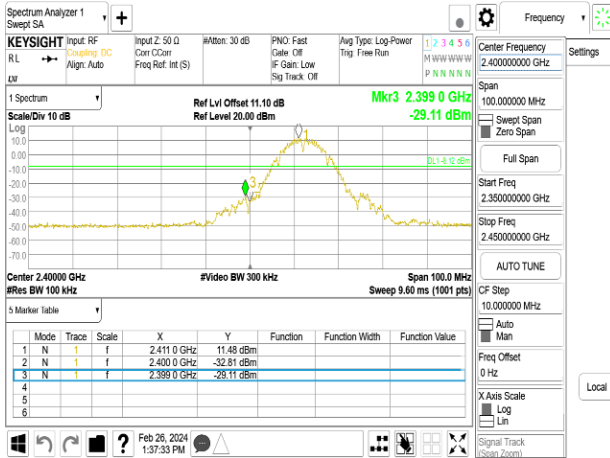 Spectrum Analyzer 1
Swept SA
+
Frequency
KEYSIGHT
RL
Input: RF
Coupling: DC
Align: Auto
Input Z: 50 Ω
Corr CCorr
Freq Ref: Int (S)
#Atten: 30 dB
PNO: Fast
Gate: Off
IF Gain: Low
Sig Track: Off
Avg Type: Log-Power
Trig: Free Run
1 2 3 4 5 6
M W W W W W
P N N N N N
LXI
1 Spectrum
Scale/Div 10 dB
Ref Lvl Offset 11.10 dB
Ref Level 20.00 dBm
Mkr3 2.399 0 GHz
-29.11 dBm
Log
10.0
0.00
-10.0
-20.0
-30.0
-40.0
-50.0
-60.0
-70.0
1
3
DL1 -8.12 dBm
Center 2.40000 GHz
#Res BW 100 kHz
#Video BW 300 kHz
Span 100.0 MHz
Sweep 9.60 ms (1001 pts)
5 Marker Table
Mode Trace Scale X Y Function Function Width Function Value
1 N 1 f 2.411 0 GHz 11.48 dBm
2 N 1 f 2.400 0 GHz -32.81 dBm
3 N 1 f 2.399 0 GHz -29.11 dBm
4
5
6
Feb 26, 2024
1:37:33 PM
?
Center Frequency
2.400000000 GHz
Span
100.000000 MHz
Swept Span
Zero Span
Full Span
Start Freq
2.350000000 GHz
Stop Freq
2.450000000 GHz
AUTO TUNE
CF Step
10.000000 MHz
Auto
Man
Freq Offset
0 Hz
X Axis Scale
Log
Lin
Signal Track
(Span Zoom)
Settings
Local